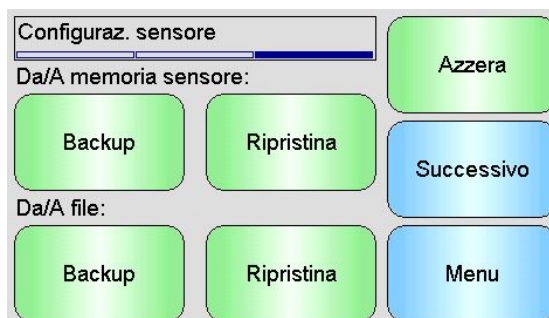 Configuraz. sensore
Da/A memoria sensore:
Backup
Ripristina
Da/A file:
Backup
Ripristina
Azzera
Successivo
Menu